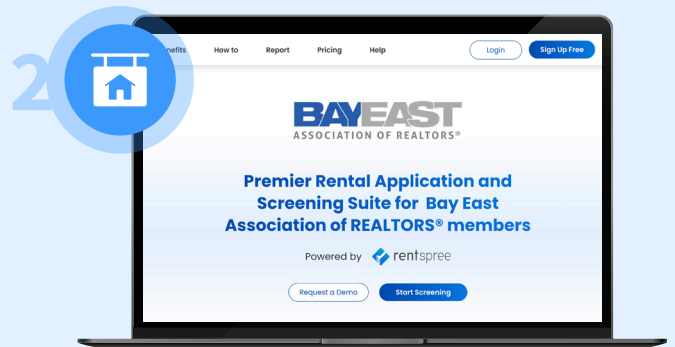 2
How to Report Pricing Help Login Sign Up Free
BAYEAST
ASSOCIATION OF REALTORS®
Premier Rental Application and
Screening Suite for Bay East
Association of REALTORS® members
Powered by rentspree
Request a Demo Start Screening